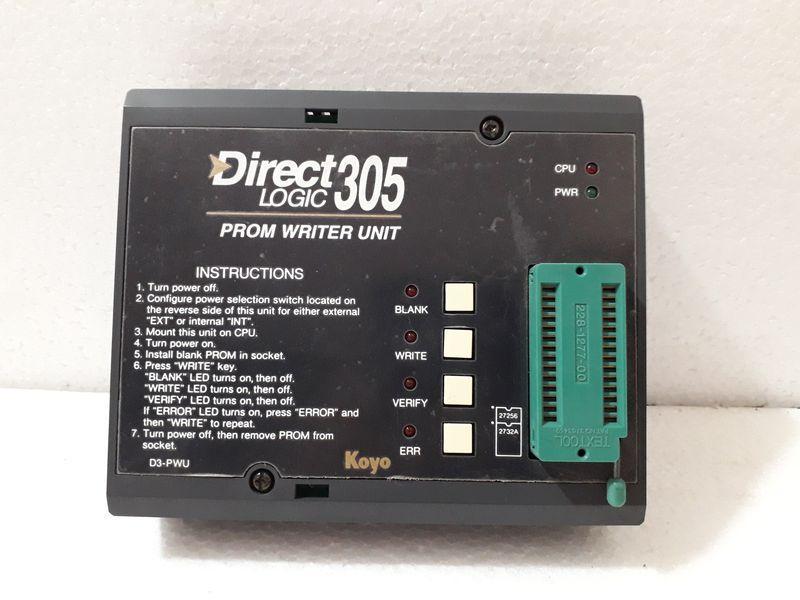 Direct
LOGIC
305
PROM WRITER UNIT
CPU
PWR
INSTRUCTIONS
1. Turn power off.
2. Configure power selection switch located on
the reverse side of this unit for either external
"EXT" or internal "INT".
3. Mount this unit on CPU.
4. Turn power on.
5. Install blank PROM in socket.
6. Press "WRITE" key.
"BLANK" LED turns on, then off.
"WRITE" LED turns on, then off.
"VERIFY" LED turns on, then off.
If "ERROR" LED turns on, press "ERROR" and
then "WRITE" to repeat.
7. Turn power off, then remove PROM from
socket.
D3-PWU
BLANK
WRITE
VERIFY
ERR
Koyo
27256
2732A
228-1277-00
TEXTOOL